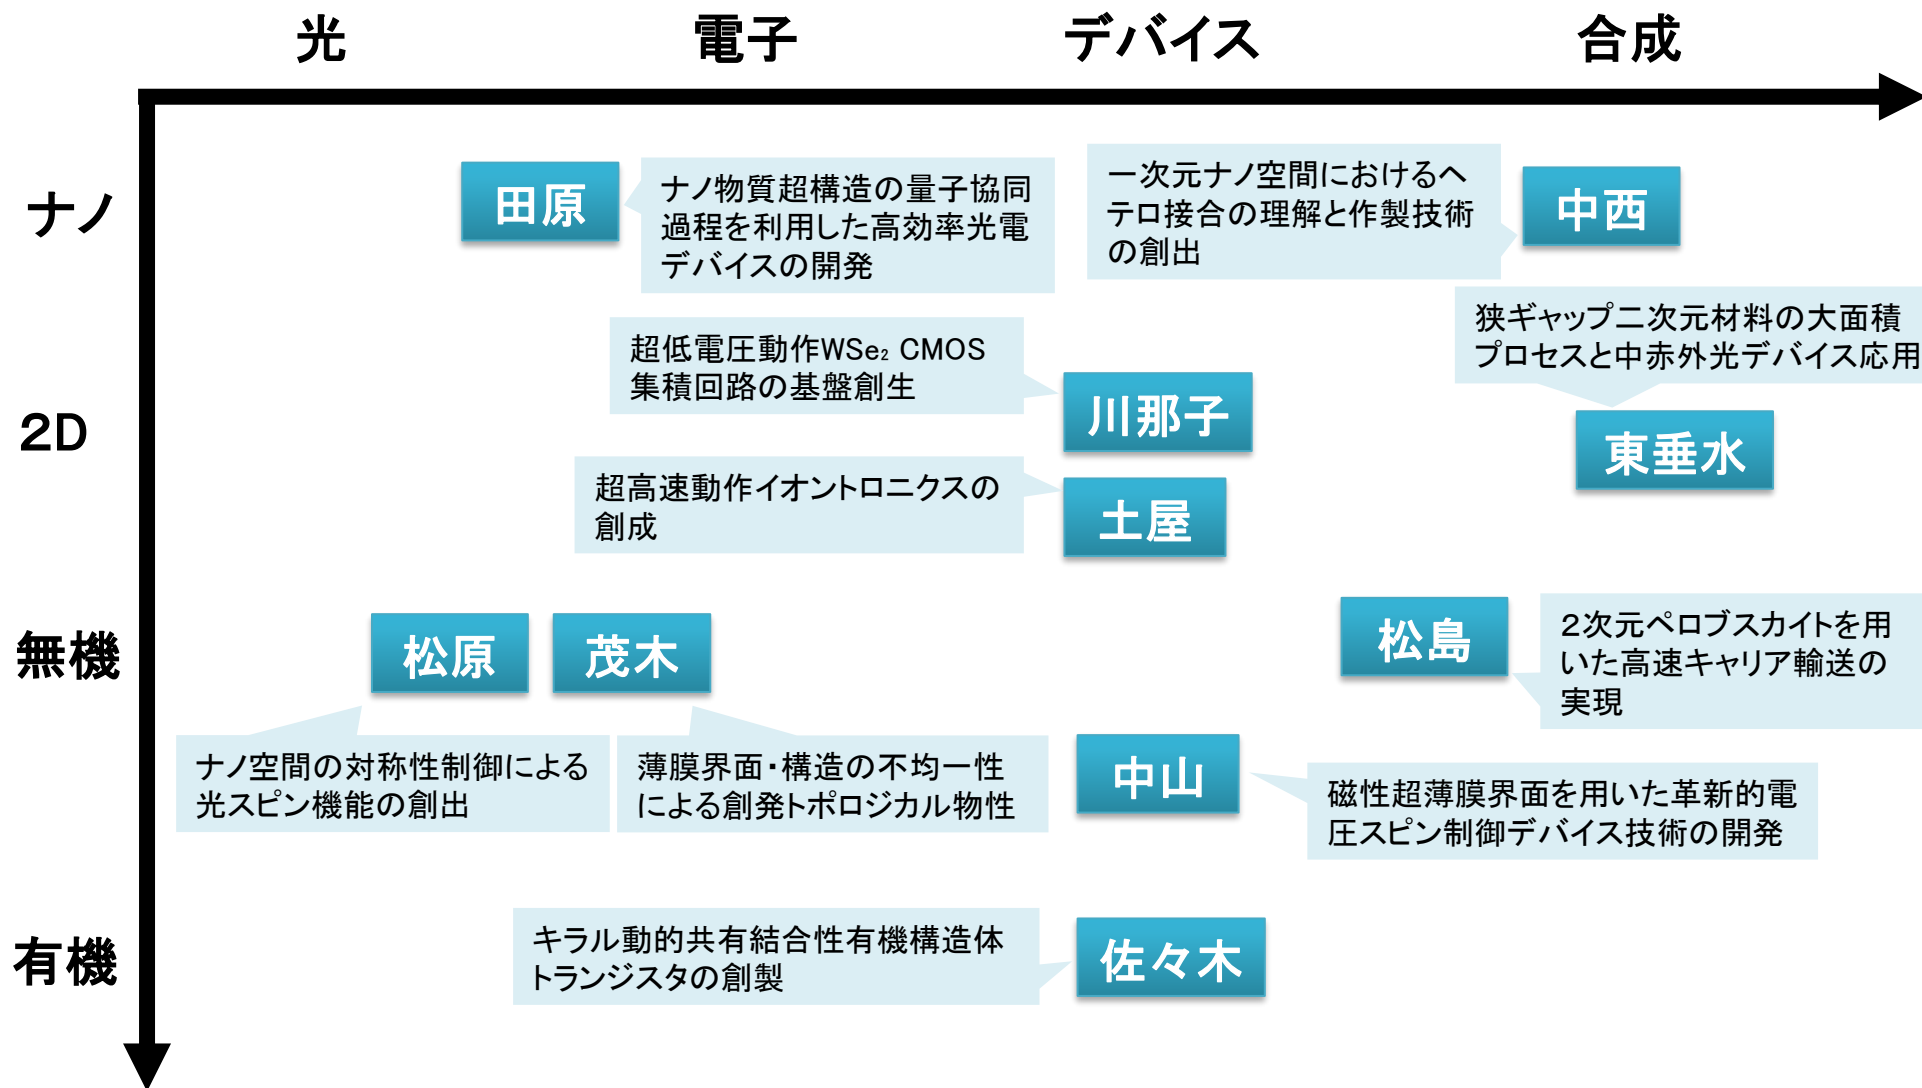 光
電子
デバイス
合成
ナノ
田原
ナノ物質超構造の量子協同
過程を利用した高効率光電
デバイスの開発
一次元ナノ空間におけるヘ
テロ接合の理解と作製技術
の創出
中西
狭ギャップ二次元材料の大面積
プロセスと中赤外光デバイス応用
超低電圧動作WSe₂ CMOS
集積回路の基盤創生
2D
川那子
東垂水
超高速動作イオントロニクスの
創成
土屋
無機
松原
茂木
松島
2次元ペロブスカイトを用
いた高速キャリア輸送の
実現
ナノ空間の対称性制御による
光スピン機能の創出
薄膜界面・構造の不均一性
による創発トポロジカル物性
中山
磁性超薄膜界面を用いた革新的電
圧スピン制御デバイス技術の開発
有機
キラル動的共有結合性有機構造体
トランジスタの創製
佐々木